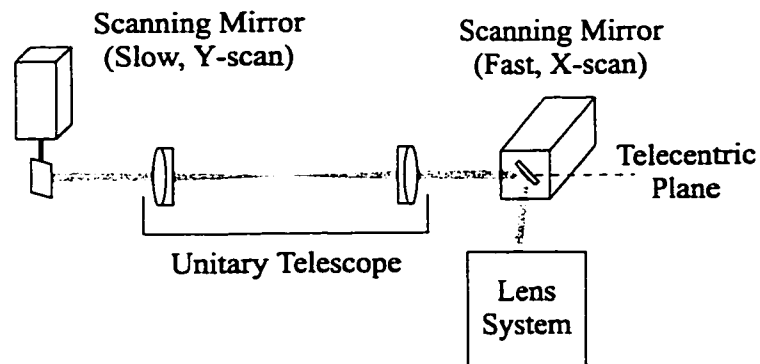 Scanning Mirror
(Slow, Y-scan)
Scanning Mirror
(Fast, X-scan)
Telecentric
Plane
Unitary Telescope
Lens
System